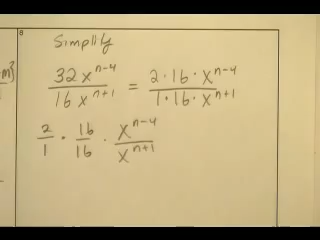 8
Simplify
32x^{n-4} / 16x^{n+1} = 2·16·x^{n-4} / 1·16·x^{n+1}
2/1 · 16/16 · x^{n-4} / x^{n+1}